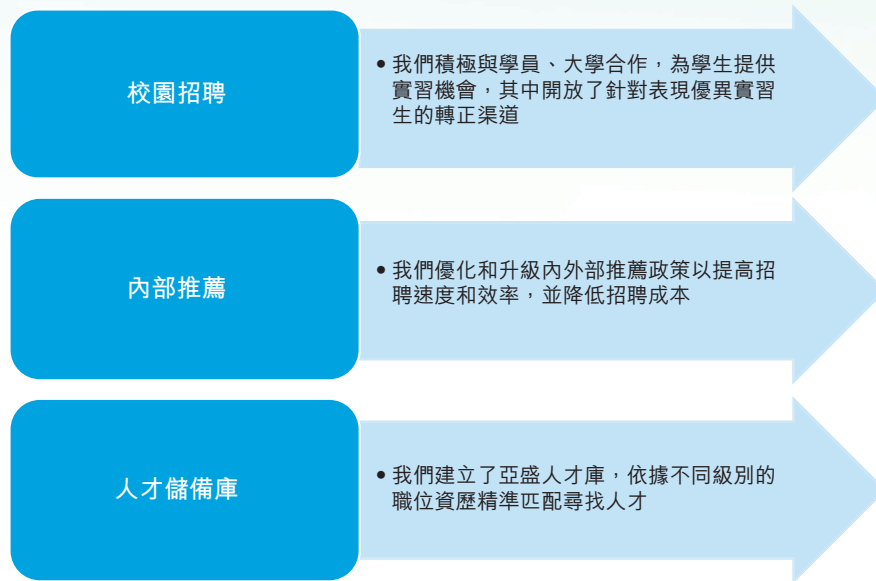 校園招聘
• 我們積極與學員、大學合作，為學生提供
實習機會，其中開放了針對表現優異實習
生的轉正渠道
內部推薦
• 我們優化和升級內外部推薦政策以提高招
聘速度和效率，並降低招聘成本
人才儲備庫
• 我們建立了亞盛人才庫，依據不同級別的
職位資歷精準匹配尋找人才